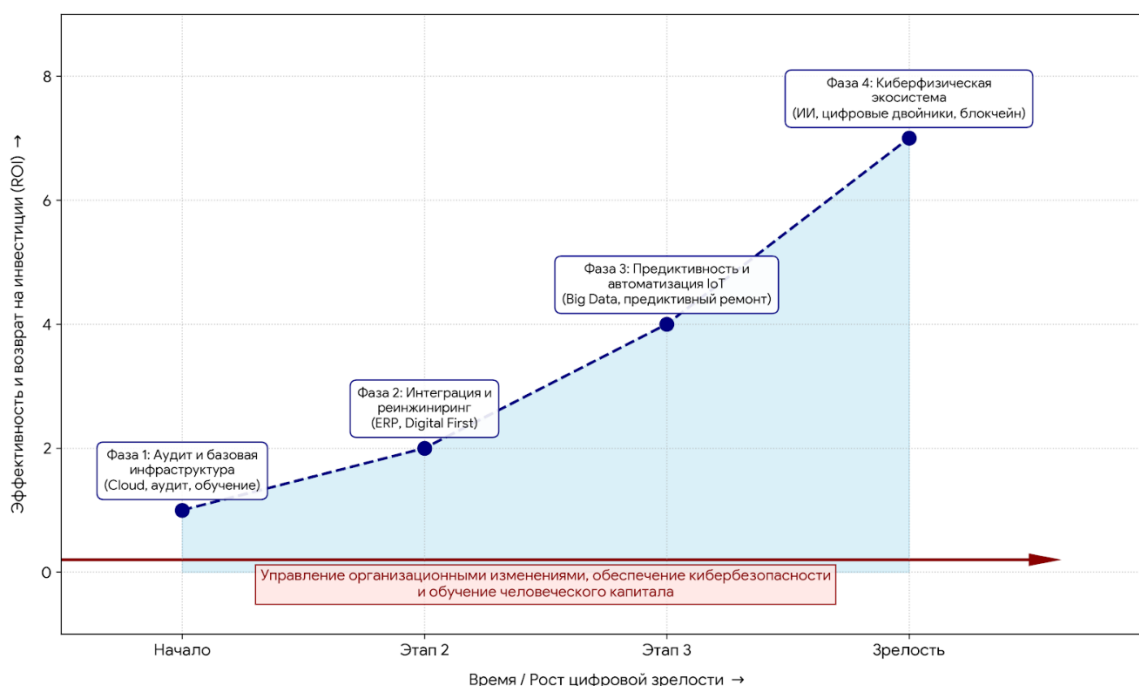 Эффективность и возврат на инвестиции (ROI) →
8
6
4
2
0
Фаза 4: Киберфизическая
экосистема
(ИИ, цифровые двойники, блокчейн)
Фаза 3: Предиктивность и
автоматизация IoT
(Big Data, предиктивный ремонт)
Фаза 2: Интеграция и
реинжиниринг
(ERP, Digital First)
Фаза 1: Аудит и базовая
инфраструктура
(Cloud, аудит, обучение)
Управление организационными изменениями, обеспечение кибербезопасности
и обучение человеческого капитала
Начало
Этап 2
Этап 3
Зрелость
Время / Рост цифровой зрелости →